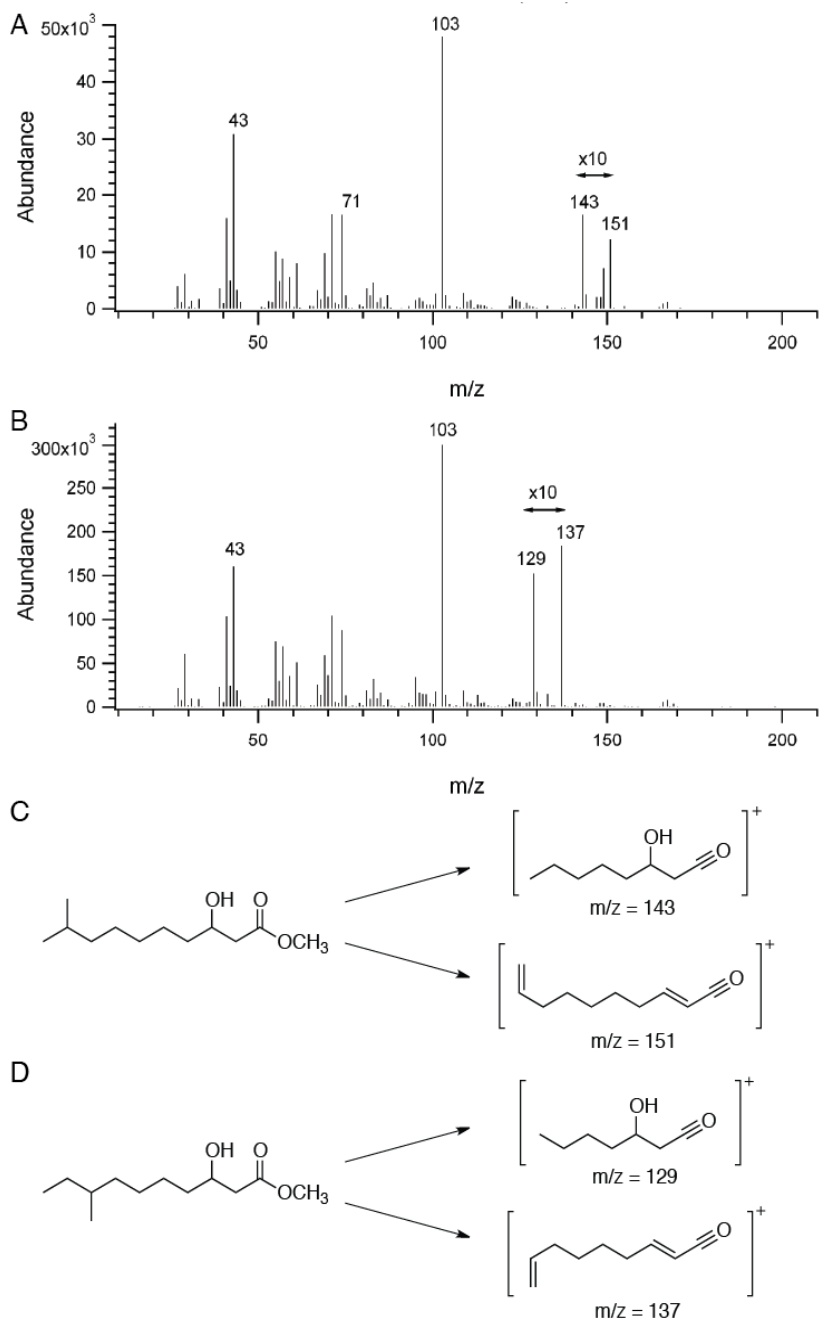 A
50x10³
40
30
20
10
0
Abundance
103
43
71
x10
143
151
50
100
150
200
m/z
B
300x10³
250
200
150
100
50
0
Abundance
103
43
x10
129
137
50
100
150
200
m/z
C
OH
O
OCH₃
OH
O
+
m/z = 143
O
+
m/z = 151
D
OH
O
OCH₃
OH
O
+
m/z = 129
O
+
m/z = 137